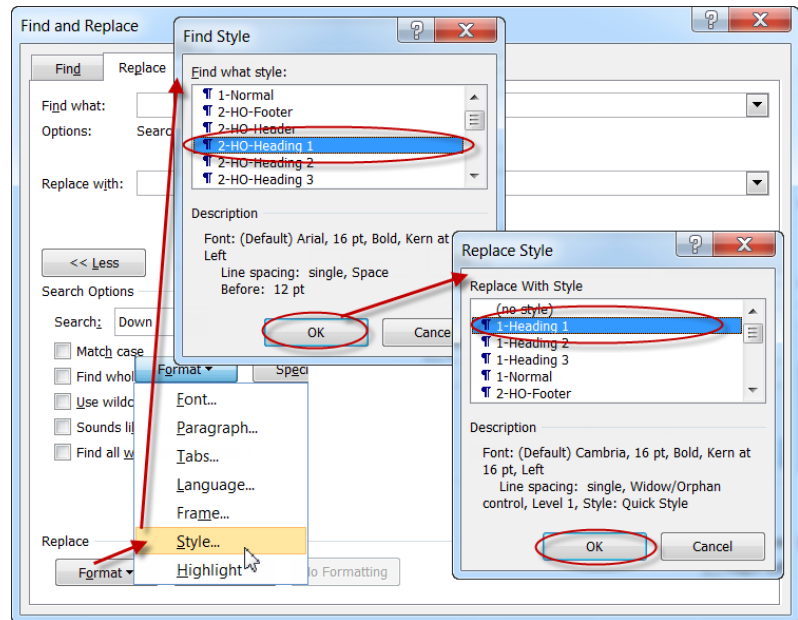 Find and Replace
Find
Replace
Find what:
Options:
Searc
Replace with:
<< Less
Search Options
Search:
Down
Match case
Find whol
Use wildc
Sounds li
Find all w
Replace
Format
No Formatting
Format
Speci
Font...
Paragraph...
Tabs...
Language...
Frame...
Style...
Highlight
Find Style
Find what style:
¶ 1-Normal
¶ 2-HO-Footer
¶ 2-HO-Header
¶ 2-HO-Heading 1
¶ 2-HO-Heading 2
¶ 2-HO-Heading 3
Description
Font: (Default) Arial, 16 pt, Bold, Kern at
Left
Line spacing: single, Space
Before: 12 pt
OK
Cance
Replace Style
Replace With Style
(no style)
¶ 1-Heading 1
¶ 1-Heading 2
¶ 1-Heading 3
¶ 1-Normal
¶ 2-HO-Footer
Description
Font: (Default) Cambria, 16 pt, Bold, Kern at
16 pt, Left
Line spacing: single, Widow/Orphan
control, Level 1, Style: Quick Style
OK
Cancel